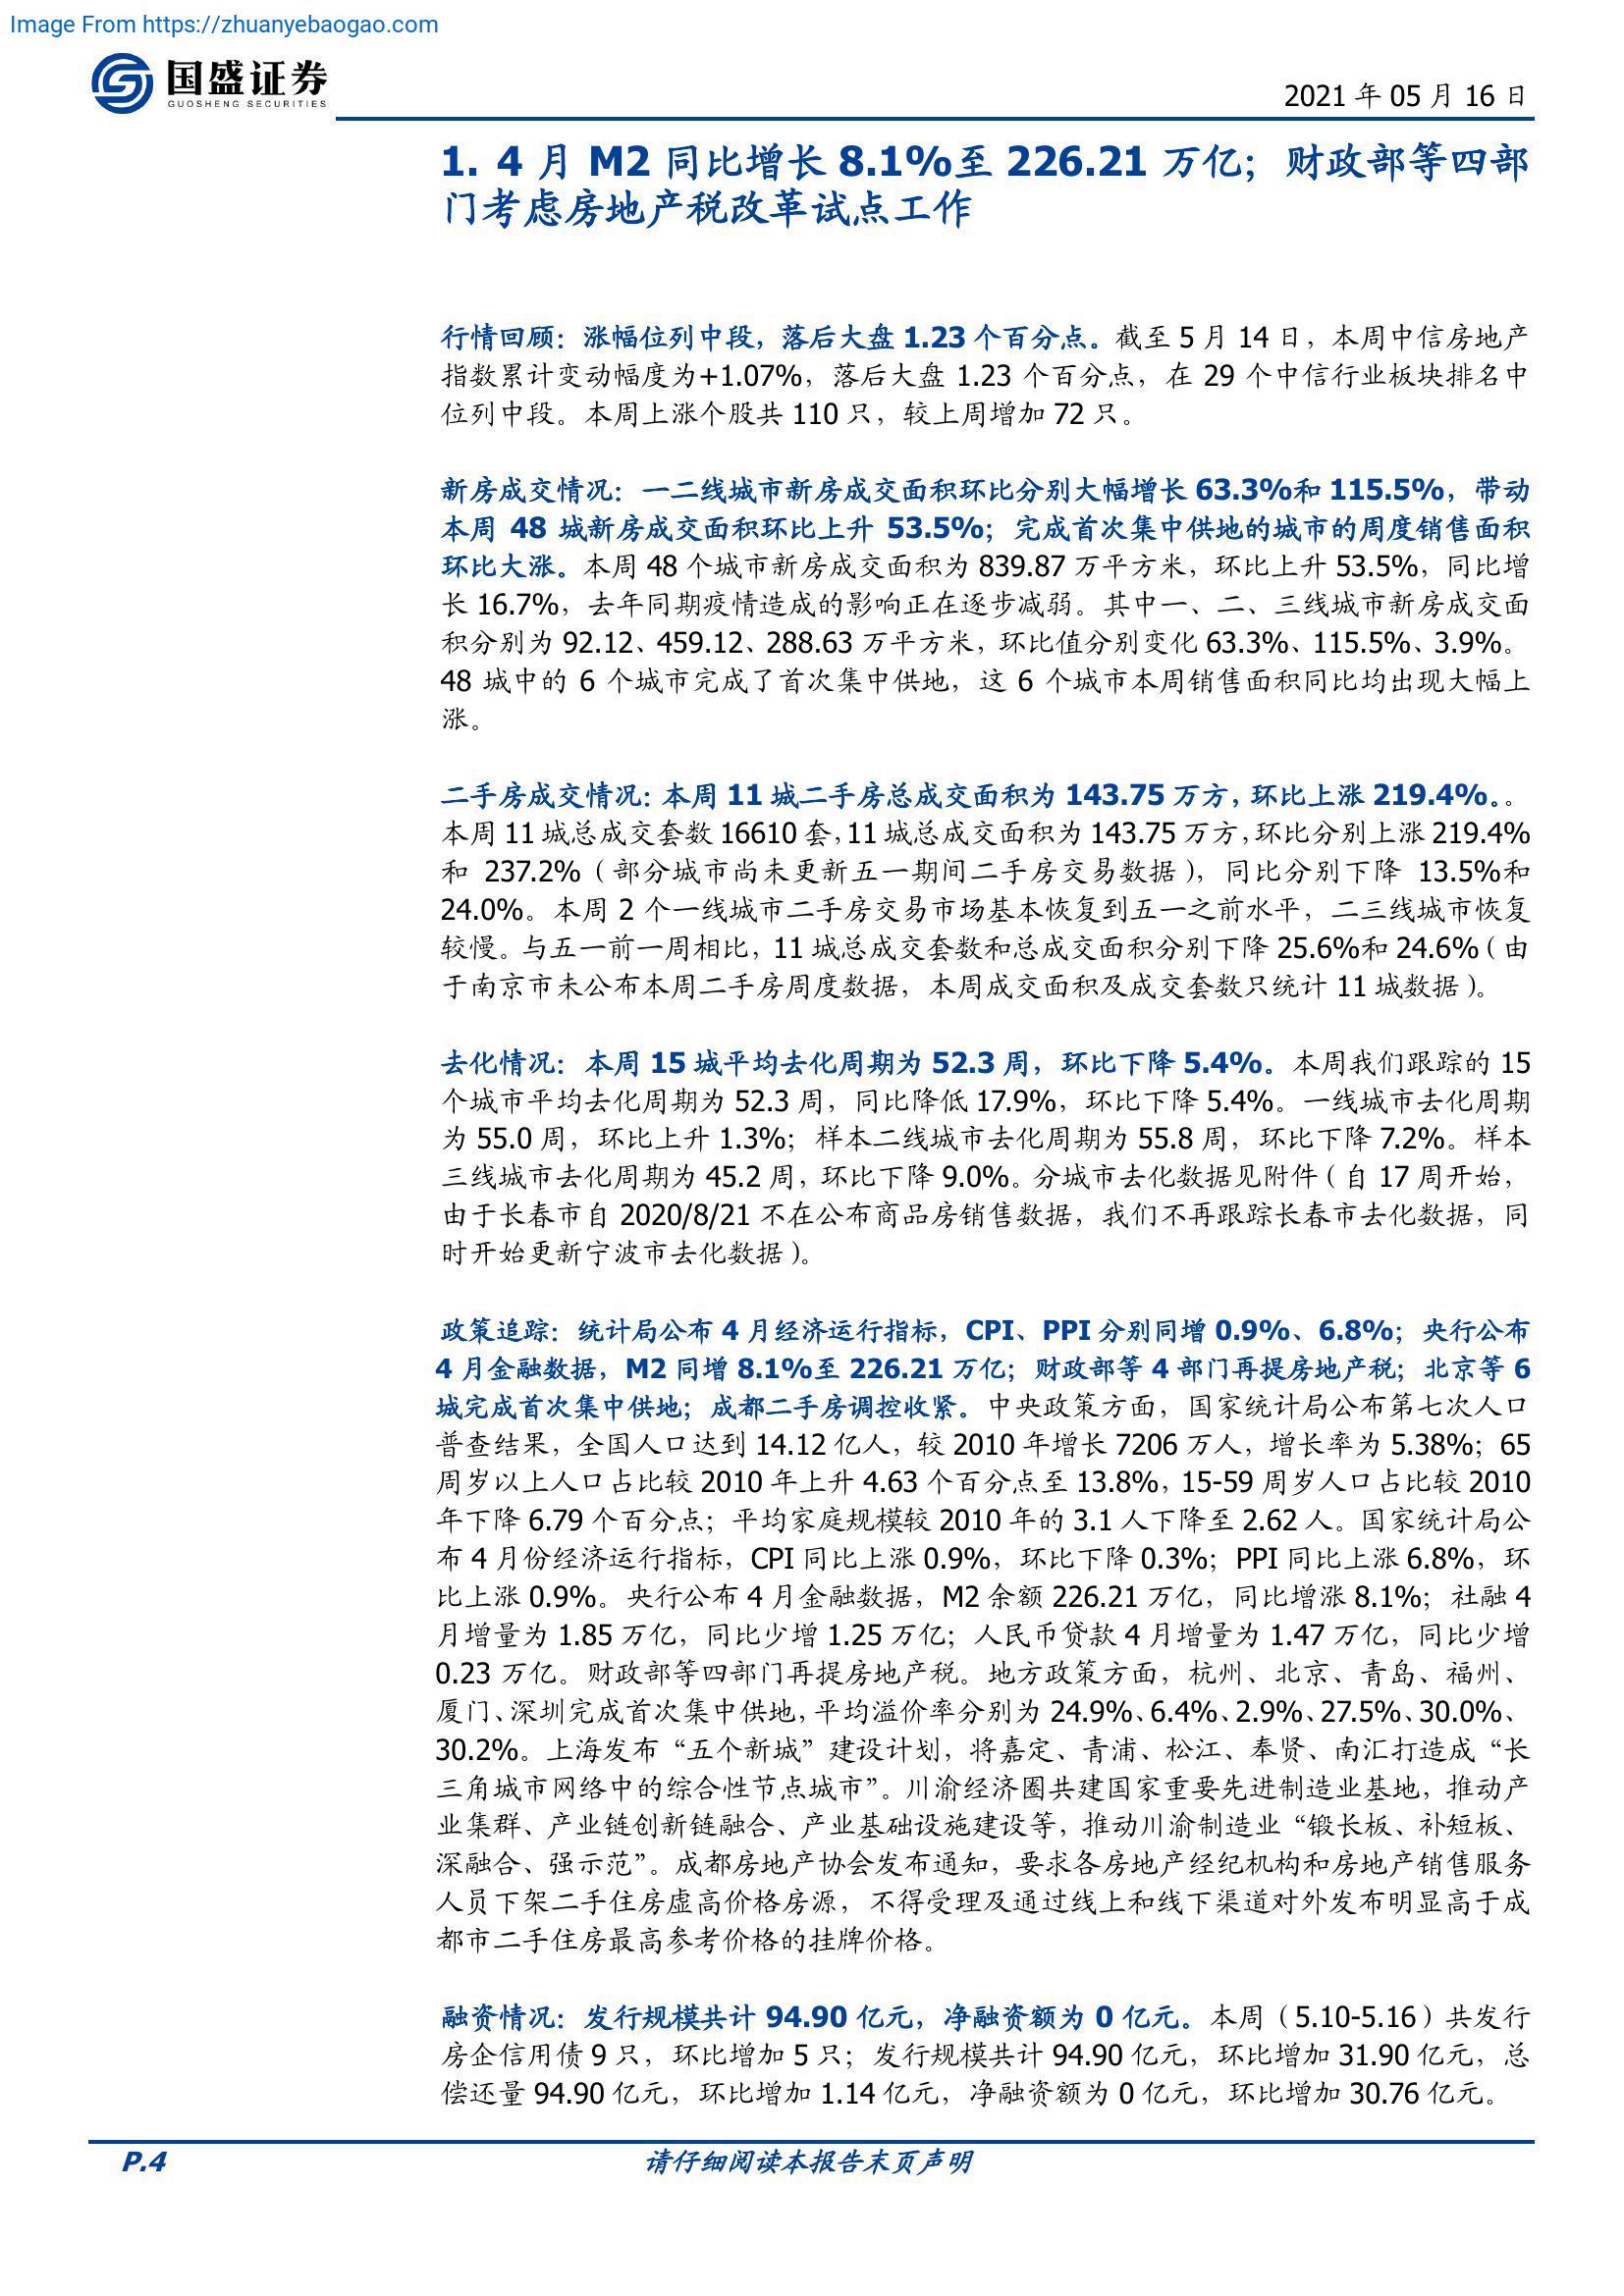 Image From https://zhuanyebaogao.com
国盛证券
GUOSHENG SECURITIES
2021 年 05 月 16 日
1. 4 月 M2 同比增长 8.1%至 226.21 万亿；财政部等四部
门考虑房地产税改革试点工作
行情回顾：涨幅位列中段，落后大盘 1.23 个百分点。截至 5 月 14 日，本周中信房地产
指数累计变动幅度为+1.07%，落后大盘 1.23 个百分点，在 29 个中信行业板块排名中
位列中段。本周上涨个股共 110 只，较上周增加 72 只。
新房成交情况：一二线城市新房成交面积环比分别大幅增长 63.3%和 115.5%，带动
本周 48 城新房成交面积环比上升 53.5%；完成首次集中供地的城市的周度销售面积
环比大涨。本周 48 个城市新房成交面积为 839.87 万平方米，环比上升 53.5%，同比增
长 16.7%，去年同期疫情造成的影响正在逐步减弱。其中一、二、三线城市新房成交面
积分别为 92.12、459.12、288.63 万平方米，环比值分别变化 63.3%、115.5%、3.9%。
48 城中的 6 个城市完成了首次集中供地，这 6 个城市本周销售面积同比均出现大幅上
涨。
二手房成交情况：本周 11 城二手房总成交面积为 143.75 万方，环比上涨 219.4%。。
本周 11 城总成交套数 16610 套，11 城总成交面积为 143.75 万方，环比分别上涨 219.4%
和 237.2%（部分城市尚未更新五一期间二手房交易数据），同比分别下降 13.5%和
24.0%。本周 2 个一线城市二手房交易市场基本恢复到五一之前水平，二三线城市恢复
较慢。与五一前一周相比，11 城总成交套数和总成交面积分别下降 25.6%和 24.6%（由
于南京市未公布本周二手房周度数据，本周成交面积及成交套数只统计 11 城数据）。
去化情况：本周 15 城平均去化周期为 52.3 周，环比下降 5.4%。本周我们跟踪的 15
个城市平均去化周期为 52.3 周，同比降低 17.9%，环比下降 5.4%。一线城市去化周期
为 55.0 周，环比上升 1.3%；样本二线城市去化周期为 55.8 周，环比下降 7.2%。样本
三线城市去化周期为 45.2 周，环比下降 9.0%。分城市去化数据见附件（自 17 周开始，
由于长春市自 2020/8/21 不在公布商品房销售数据，我们不再跟踪长春市去化数据，同
时开始更新宁波市去化数据）。
政策追踪：统计局公布 4 月经济运行指标，CPI、PPI 分别同增 0.9%、6.8%；央行公布
4 月金融数据，M2 同增 8.1%至 226.21 万亿；财政部等 4 部门再提房地产税；北京等 6
城完成首次集中供地；成都二手房调控收紧。中央政策方面，国家统计局公布第七次人口
普查结果，全国人口达到 14.12 亿人，较 2010 年增长 7206 万人，增长率为 5.38%；65
周岁以上人口占比较 2010 年上升 4.63 个百分点至 13.8%，15-59 周岁人口占比较 2010
年下降 6.79 个百分点；平均家庭规模较 2010 年的 3.1 人下降至 2.62 人。国家统计局公
布 4 月份经济运行指标，CPI 同比上涨 0.9%，环比下降 0.3%；PPI 同比上涨 6.8%，环
比上涨 0.9%。央行公布 4 月金融数据，M2 余额 226.21 万亿，同比增涨 8.1%；社融 4
月增量为 1.85 万亿，同比少增 1.25 万亿；人民币贷款 4 月增量为 1.47 万亿，同比少增
0.23 万亿。财政部等四部门再提房地产税。地方政策方面，杭州、北京、青岛、福州、
厦门、深圳完成首次集中供地，平均溢价率分别为 24.9%、6.4%、2.9%、27.5%、30.0%、
30.2%。上海发布“五个新城”建设计划，将嘉定、青浦、松江、奉贤、南汇打造成“长
三角城市网络中的综合性节点城市”。川渝经济圈共建国家重要先进制造业基地，推动产
业集群、产业链创新链融合、产业基础设施建设等，推动川渝制造业“锻长板、补短板、
深融合、强示范”。成都房地产协会发布通知，要求各房地产经纪机构和房地产销售服务
人员下架二手住房虚高价格房源，不得受理及通过线上和线下渠道对外发布明显高于成
都市二手住房最高参考价格的挂牌价格。
融资情况：发行规模共计 94.90 亿元，净融资额为 0 亿元。本周（5.10-5.16）共发行
房企信用债 9 只，环比增加 5 只；发行规模共计 94.90 亿元，环比增加 31.90 亿元，总
偿还量 94.90 亿元，环比增加 1.14 亿元，净融资额为 0 亿元，环比增加 30.76 亿元。
P.4
请仔细阅读本报告末页声明